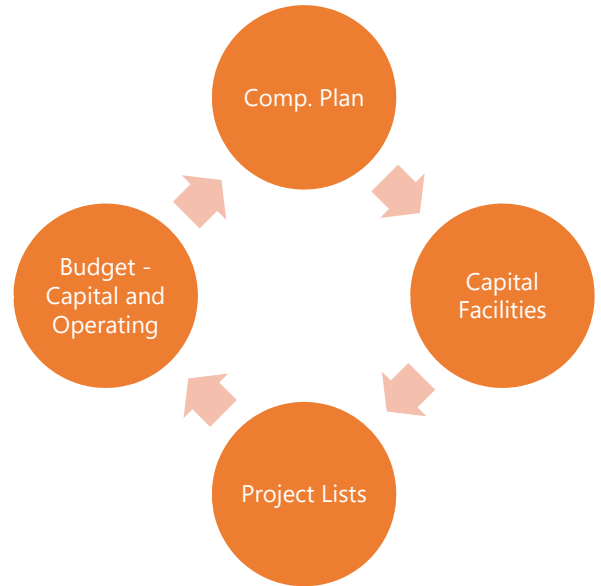 Comp. Plan
Capital
Facilities
Project Lists
Budget -
Capital and
Operating